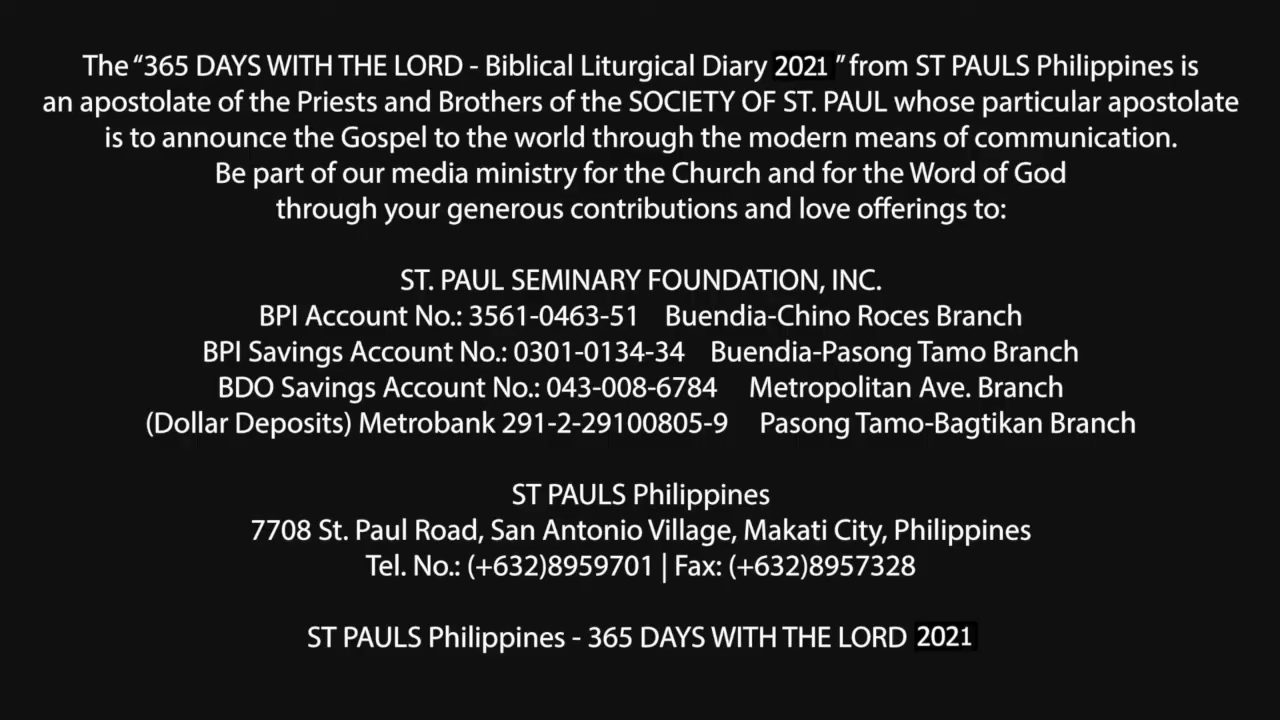 The “365 DAYS WITH THE LORD - Biblical Liturgical Diary 2021 ” from ST PAULS Philippines is
an apostolate of the Priests and Brothers of the SOCIETY OF ST. PAUL whose particular apostolate
is to announce the Gospel to the world through the modern means of communication.
Be part of our media ministry for the Church and for the Word of God
through your generous contributions and love offerings to:
ST. PAUL SEMINARY FOUNDATION, INC.
BPI Account No.: 3561-0463-51 Buendia-Chino Roces Branch
BPI Savings Account No.: 0301-0134-34 Buendia-Pasong Tamo Branch
BDO Savings Account No.: 043-008-6784 Metropolitan Ave. Branch
(Dollar Deposits) Metrobank 291-2-29100805-9 Pasong Tamo-Bagtikan Branch
ST PAULS Philippines
7708 St. Paul Road, San Antonio Village, Makati City, Philippines
Tel. No.: (+632)8959701 | Fax: (+632)8957328
ST PAULS Philippines - 365 DAYS WITH THE LORD 2021